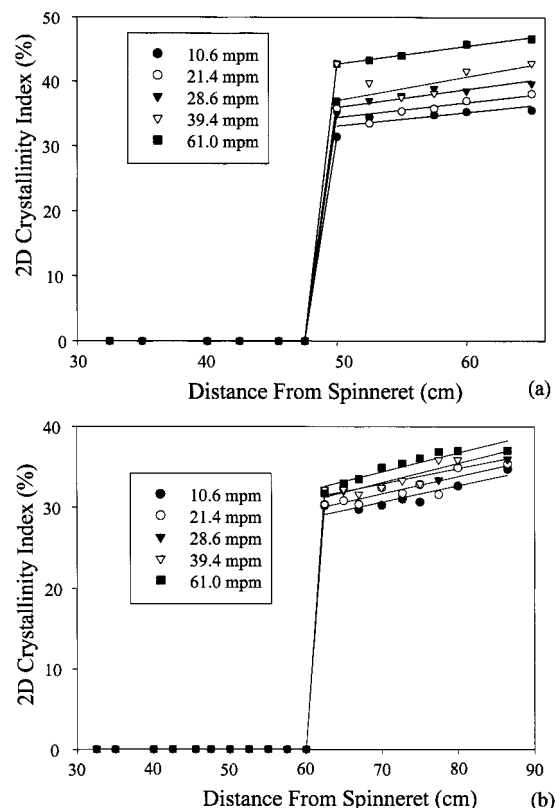 50
40
30
20
10
0
2D Crystallinity Index (%)
10.6 mpm
21.4 mpm
28.6 mpm
39.4 mpm
61.0 mpm
30
40
50
60
Distance From Spinneret (cm)
(a)
40
30
20
10
0
2D Crystallinity Index (%)
10.6 mpm
21.4 mpm
28.6 mpm
39.4 mpm
61.0 mpm
30
40
50
60
70
80
90
Distance From Spinneret (cm)
(b)